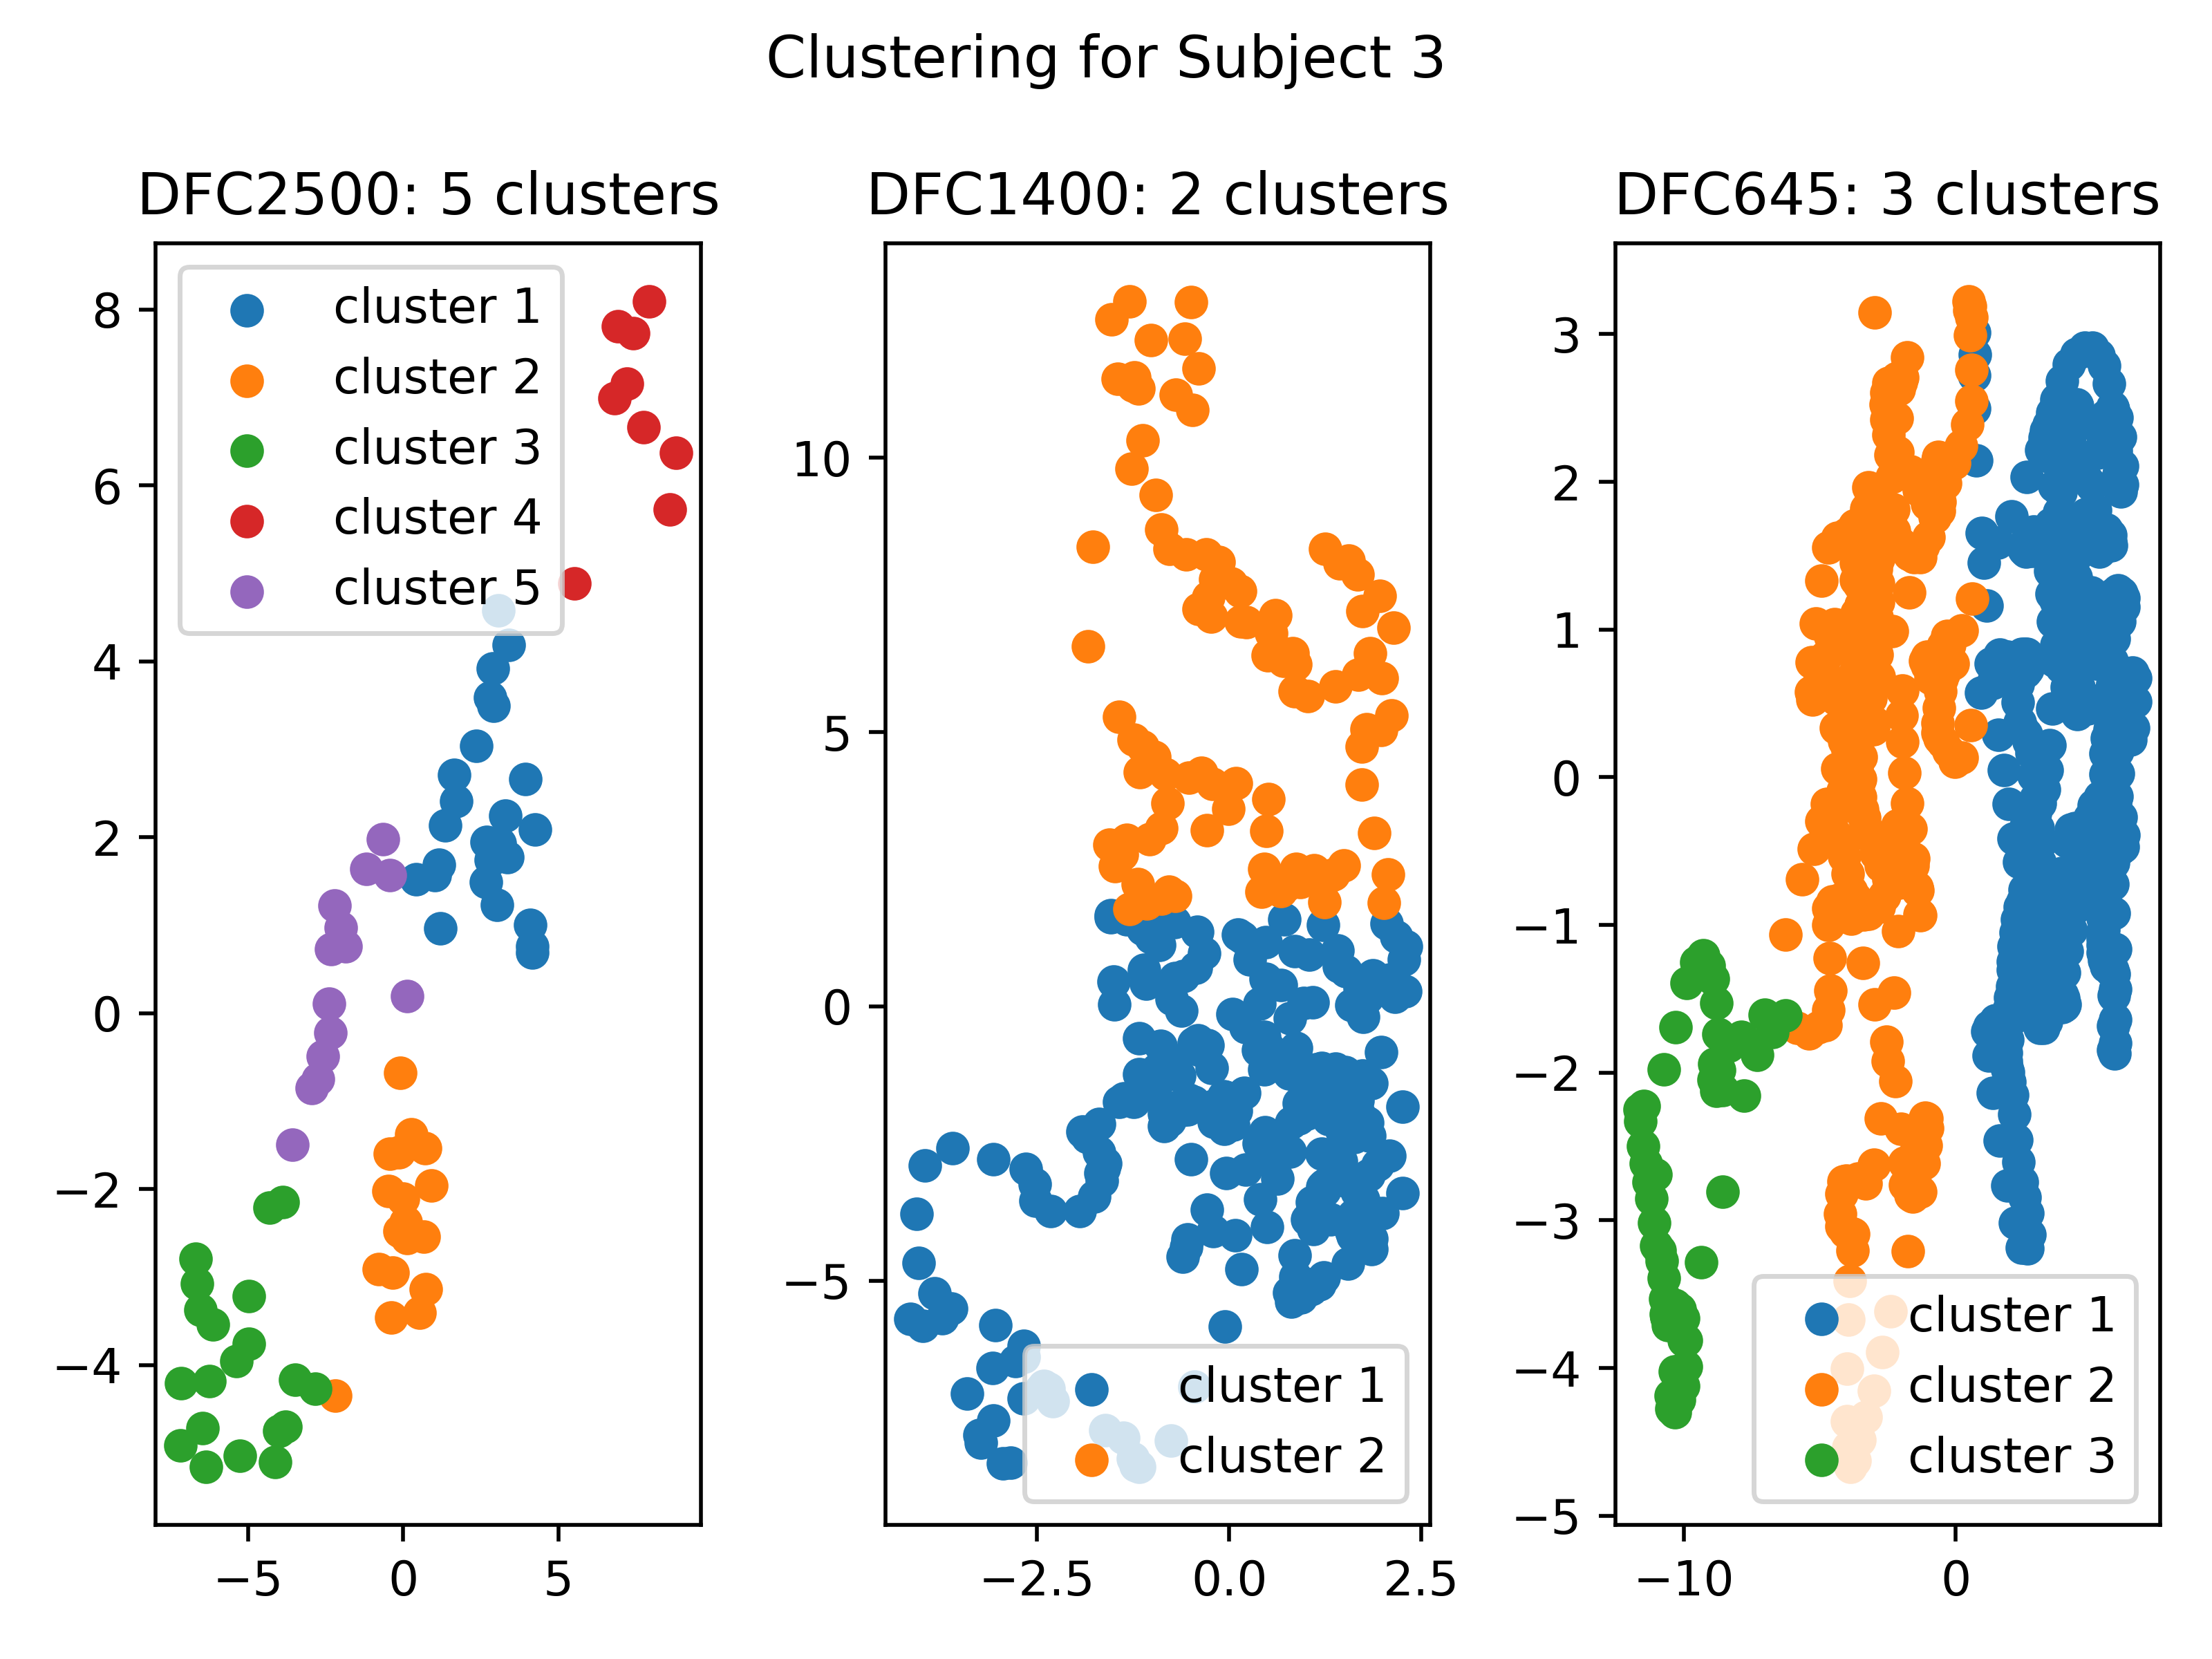 Clustering for Subject 3
DFC2500: 5 clusters
8
6
4
2
0
−2
−4
−5
0
5
cluster 1
cluster 2
cluster 3
cluster 4
cluster 5
DFC1400: 2 clusters
10
5
0
−5
−2.5
0.0
2.5
cluster 1
cluster 2
DFC645: 3 clusters
3
2
1
0
−1
−2
−3
−4
−5
−10
0
cluster 1
cluster 2
cluster 3